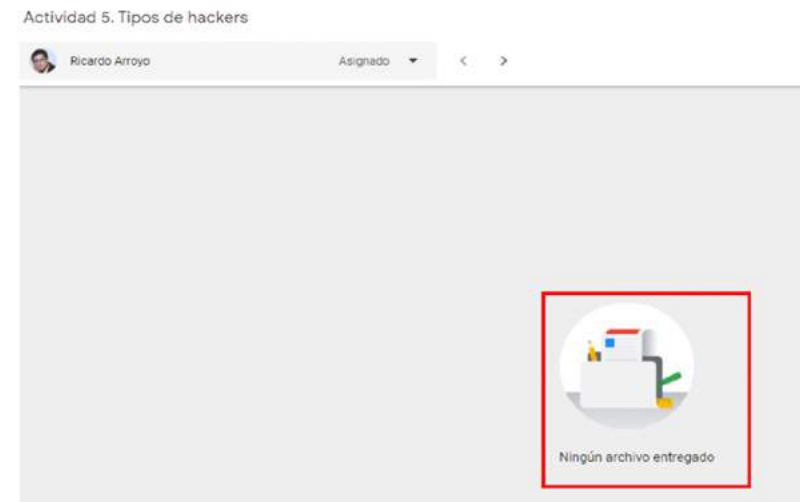 Actividad 5. Tipos de hackers
Ricardo Arroyo Asignado
Ningún archivo entregado